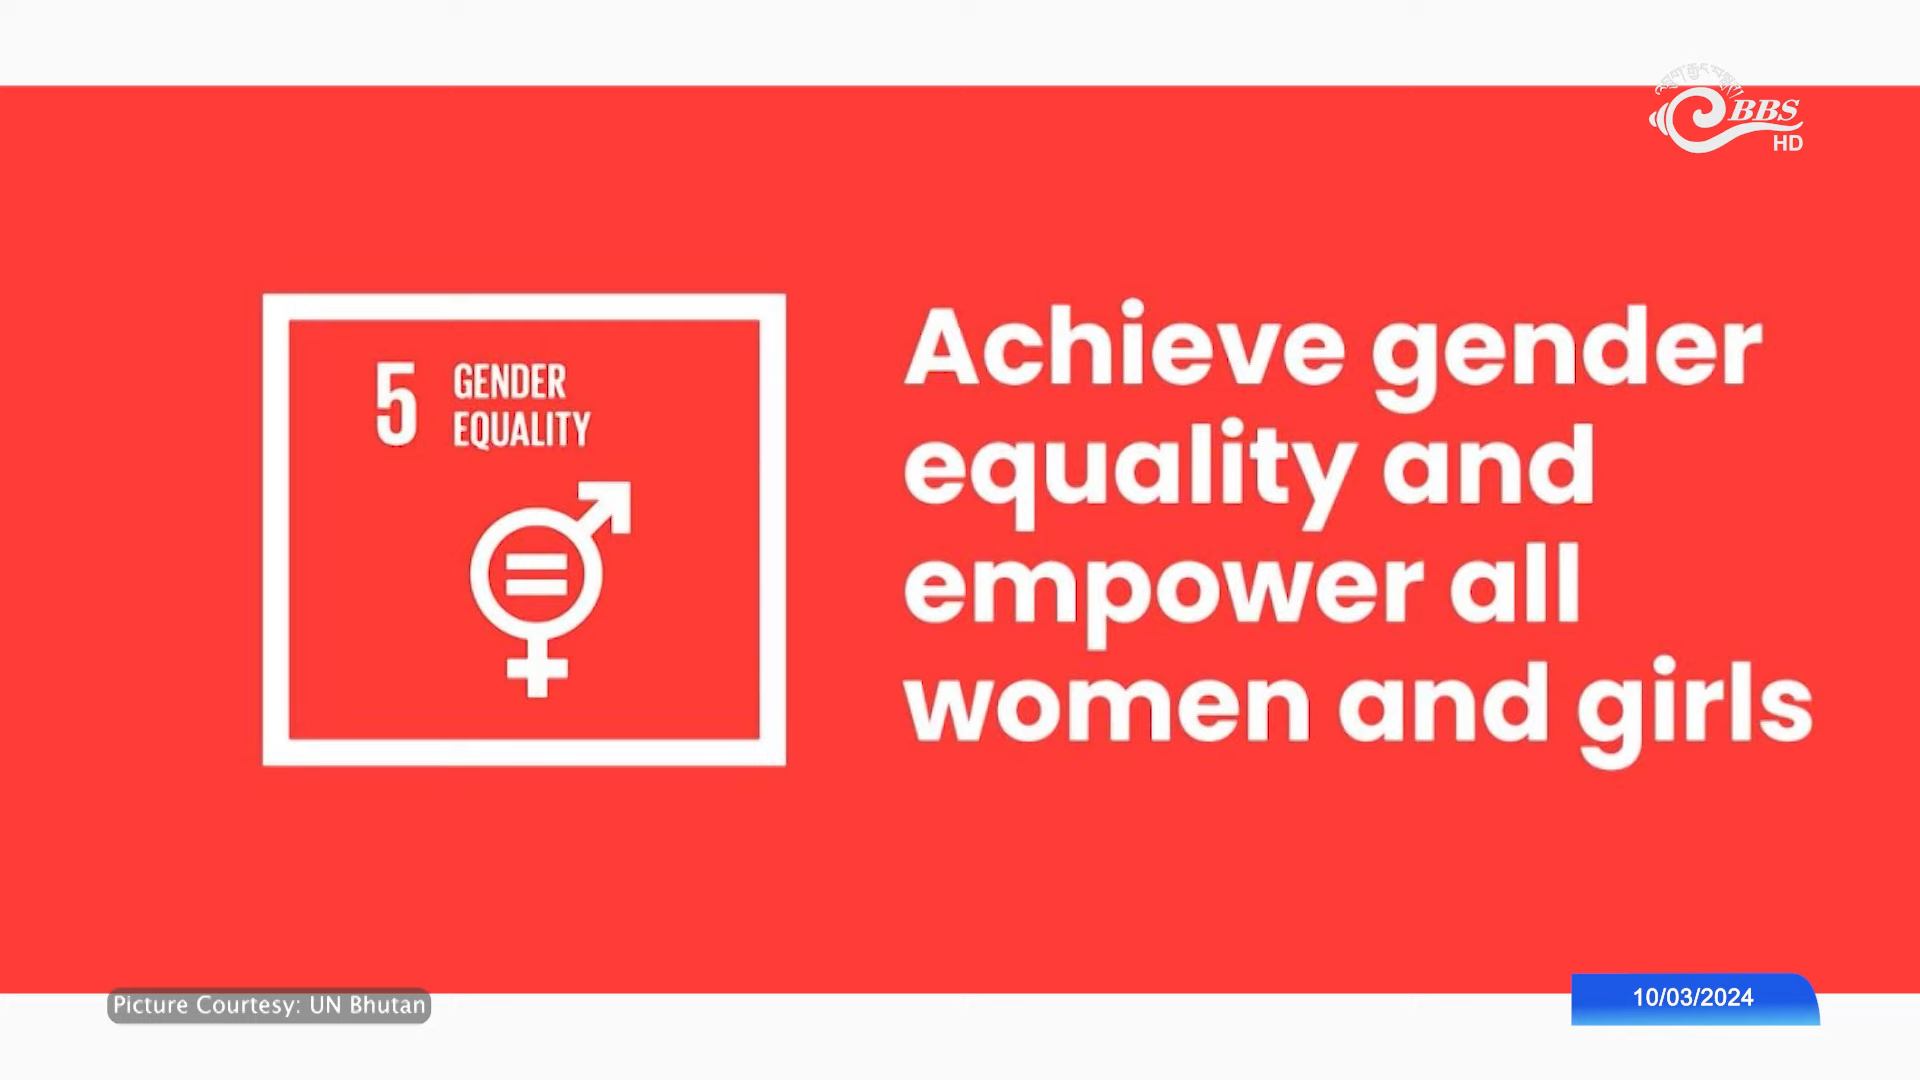 BBS
HD
5 GENDER
EQUALITY
Achieve gender
equality and
empower all
women and girls
Picture Courtesy: UN Bhutan
10/03/2024